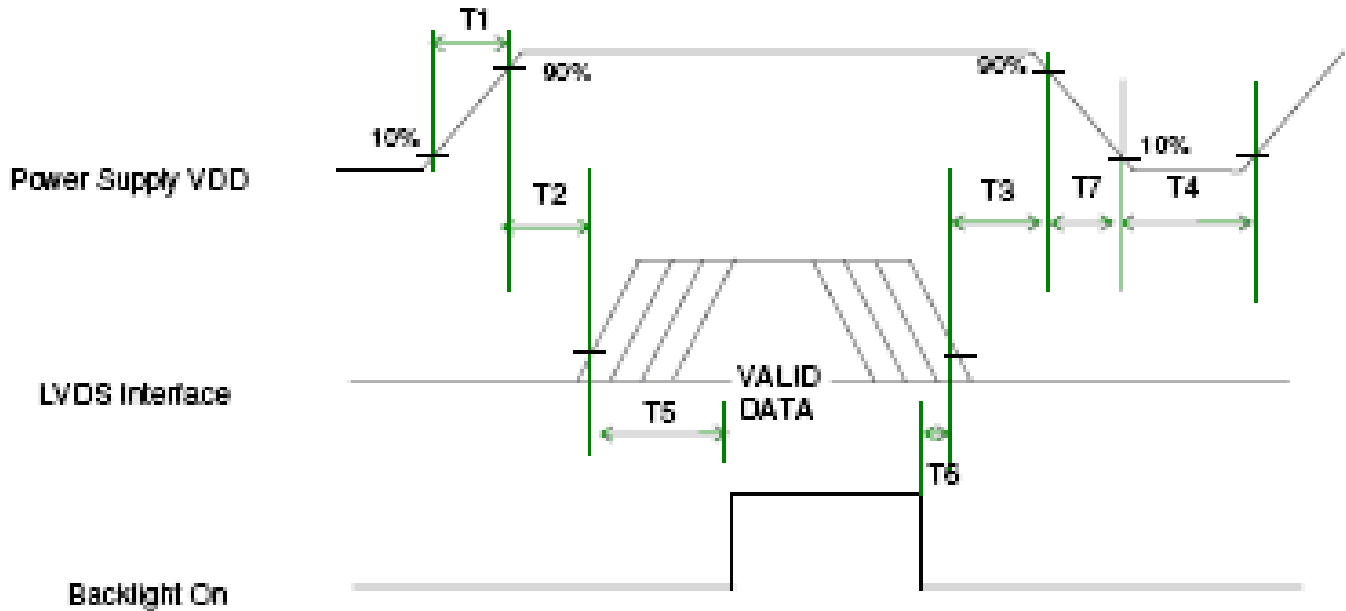 T1
90%
90%
10%
10%
Power Supply VDD
T2
T3
T7
T4
LVDS Interface
VALID
DATA
T5
T6
Backlight On